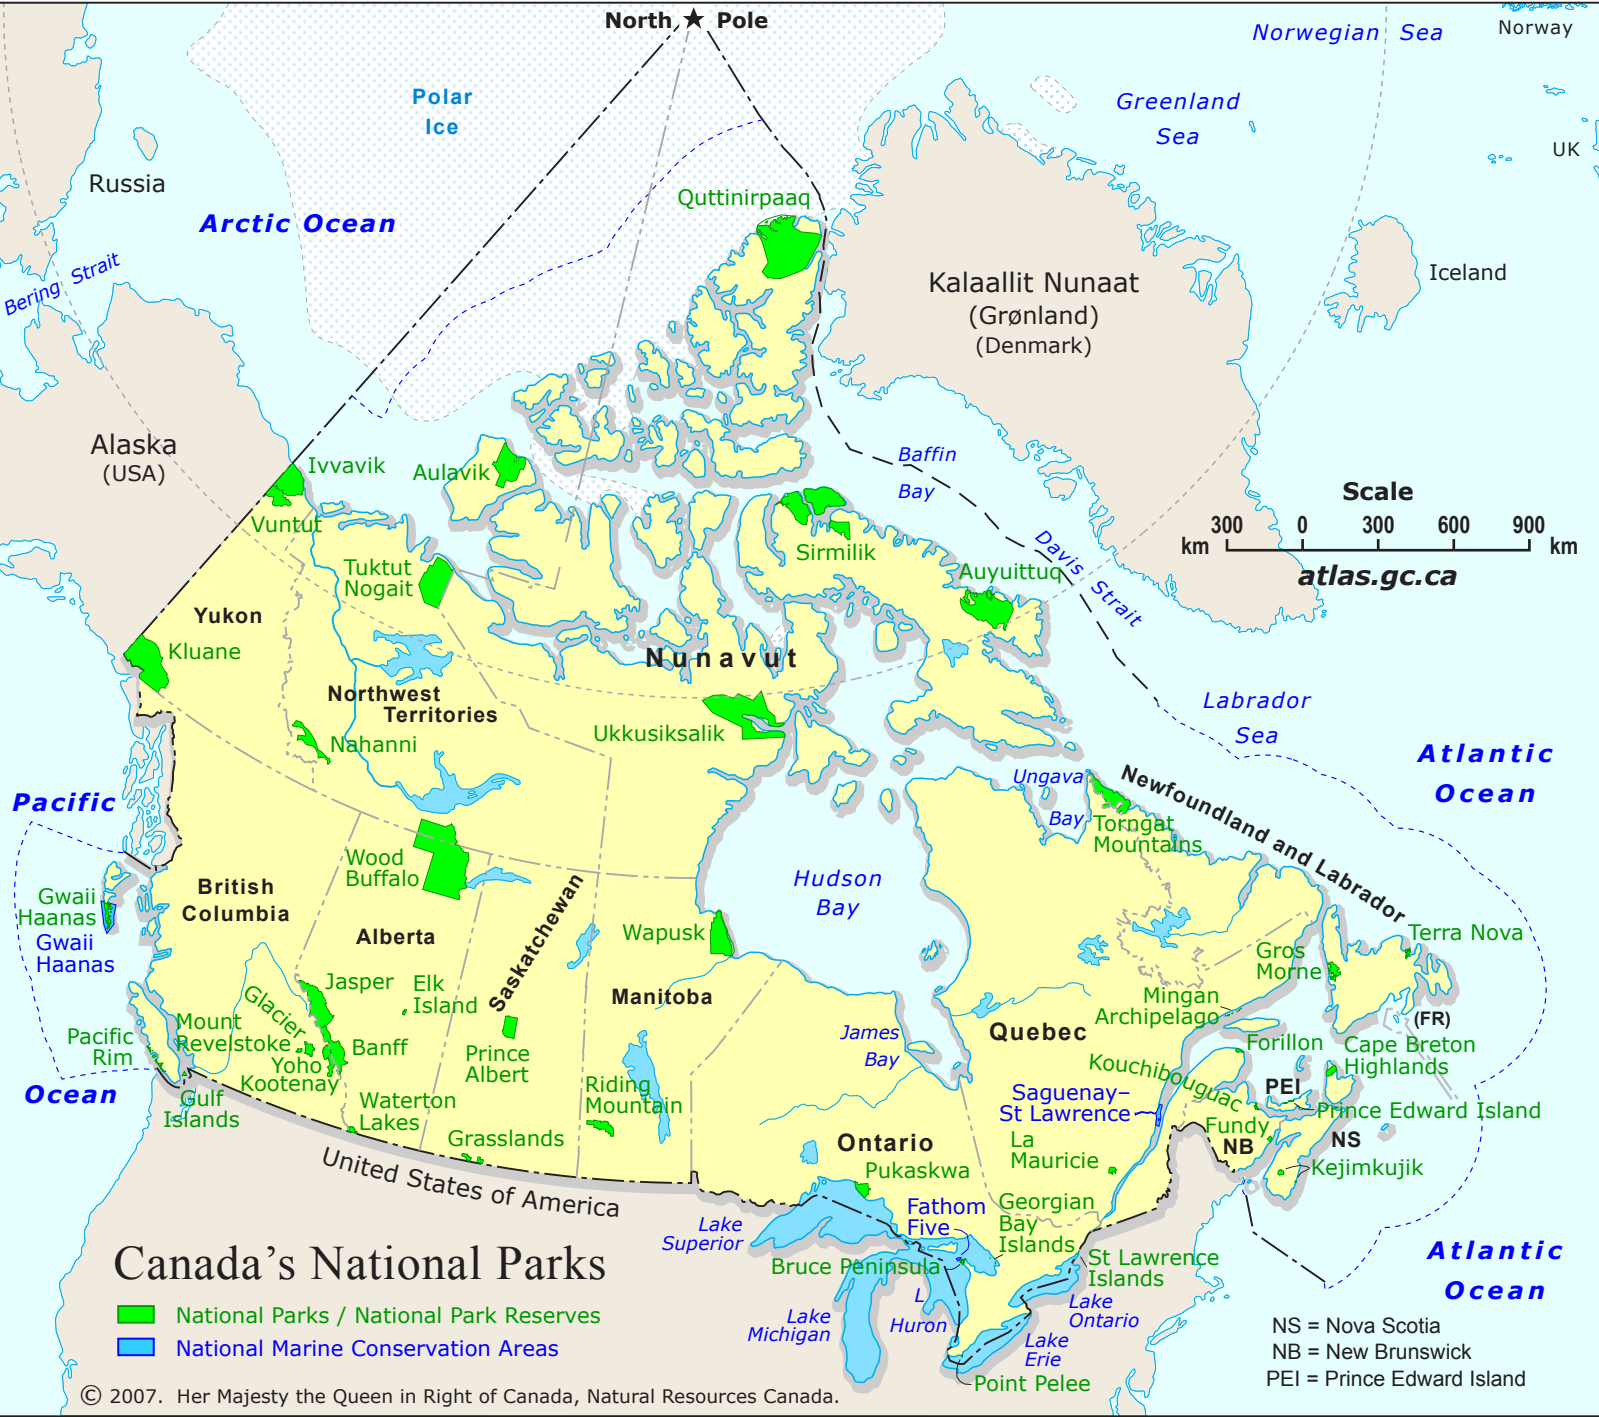 North Pole
Norwegian Sea
Norway
Polar
Ice
Greenland
Sea
UK
Russia
Quttinirpaaq
Arctic Ocean
Bering Strait
Kalaallit Nunaat
(Grønland)
(Denmark)
Iceland
Alaska
(USA)
Ivvavik
Aulavik
Baffin
Bay
Vuntut
Scale
300 0 300 600 900
km km
atlas.gc.ca
Sirmilik
Davis Strait
Tuktut
Nogait
Auyuittuq
Yukon
Kluane
Nunavut
Northwest
Territories
Labrador
Sea
Ukkusiksalik
Nahanni
Atlantic
Ocean
Pacific
Ungava
Bay
Newfoundland and Labrador
Torngat
Mountains
Wood
Buffalo
Hudson
Bay
British
Columbia
Gwaii
Haanas
Gwaii
Haanas
Alberta
Saskatchewan
Wapusk
Terra Nova
Gros
Morne
Jasper
Elk
Island
Manitoba
Mingan
Archipelago
Glacier
Mount
Revelstoke
Pacific
Rim
Yoho
Kootenay
Banff
Prince
Albert
James
Bay
Quebec
(FR)
Forillon
Cape Breton
Highlands
Kouchibouguac
PEI
Ocean
Gulf
Islands
Waterton
Lakes
Riding
Mountain
Saguenay–
St Lawrence
Prince Edward Island
Fundy
NB
NS
Grasslands
Ontario
La
Mauricie
Kejimkujik
United States of America
Pukaskwa
Fathom
Five
Georgian
Bay
Islands
Lake
Superior
Bruce Peninsula
St Lawrence
Islands
Atlantic
Ocean
L
Huron
Lake
Michigan
Lake
Ontario
Lake
Erie
Point Pelee
Canada's National Parks
National Parks / National Park Reserves
National Marine Conservation Areas
NS = Nova Scotia
NB = New Brunswick
PEI = Prince Edward Island
© 2007. Her Majesty the Queen in Right of Canada, Natural Resources Canada.